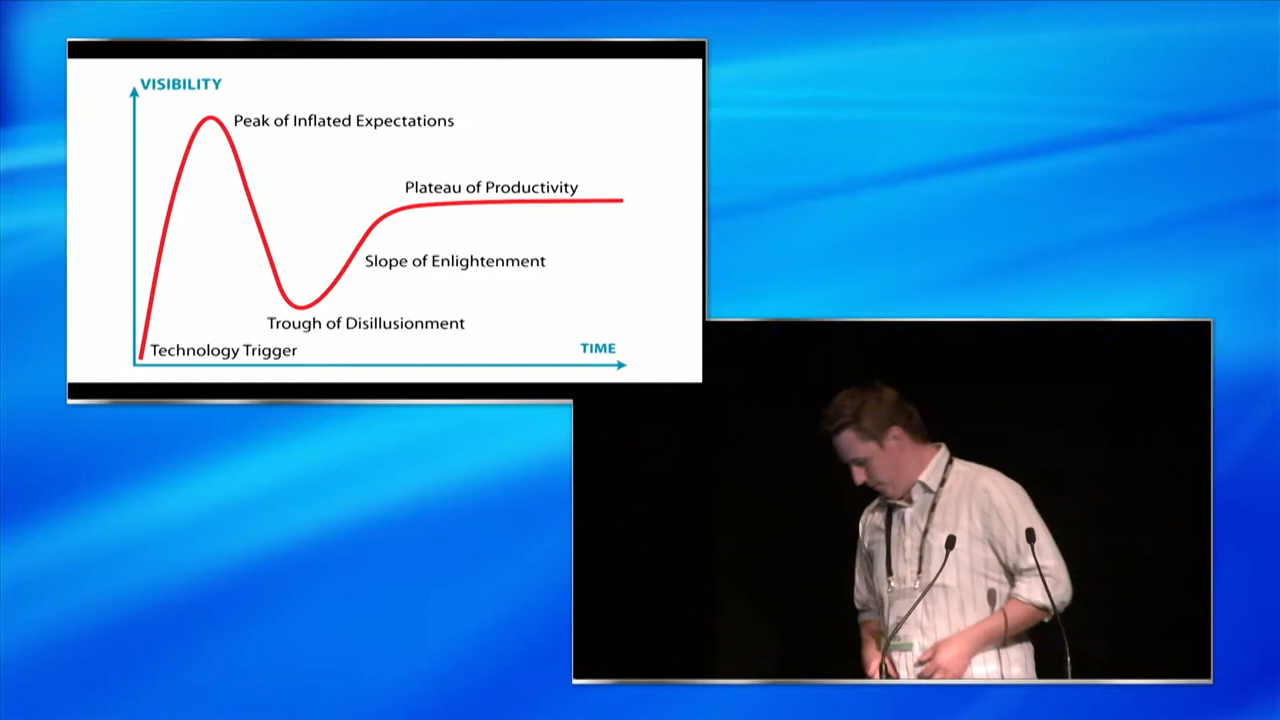 VISIBILITY
Peak of Inflated Expectations
Plateau of Productivity
Slope of Enlightenment
Trough of Disillusionment
TIME
Technology Trigger